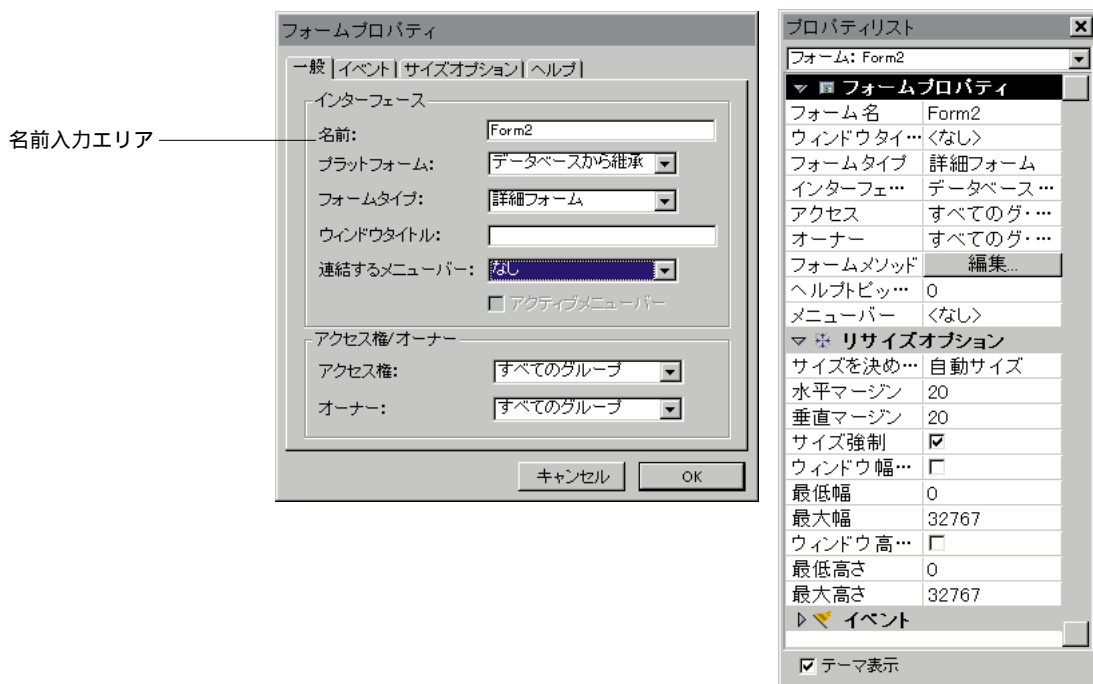 名前入力エリア
フォームプロパティ
一般
イベント
サイズオプション
ヘルプ
インターフェース
名前:
Form2
プラットフォーム:
データベースから継承
フォームタイプ:
詳細フォーム
ウィンドウタイトル:
連結するメニューバー:
なし
アクティブメニューバー
アクセス権/オーナー
アクセス権:
すべてのグループ
オーナー:
すべてのグループ
キャンセル
OK
プロパティリスト
フォーム: Form2
フォームプロパティ
フォーム名 Form2
ウィンドウタイ… <なし>
フォームタイプ 詳細フォーム
インターフェ… データベース…
アクセス すべてのグ・…
オーナー すべてのグ・…
フォームメソッド 編集...
ヘルプトピッ… 0
メニューバー <なし>
リサイズオプション
サイズを決め… 自動サイズ
水平マージン 20
垂直マージン 20
サイズ強制
ウィンドウ幅…
最低幅 0
最大幅 32767
ウィンドウ高…
最低高さ 0
最大高さ 32767
イベント
テーマ表示